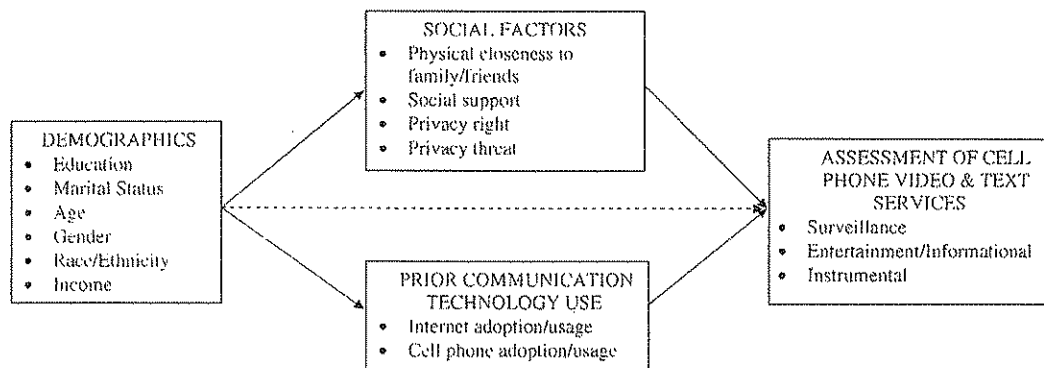 SOCIAL FACTORS
• Physical closeness to
family/friends
• Social support
• Privacy right
• Privacy threat
DEMOGRAPHICS
• Education
• Marital Status
• Age
• Gender
• Race/Ethnicity
• Income
PRIOR COMMUNICATION
TECHNOLOGY USE
• Internet adoption/usage
• Cell phone adoption/usage
ASSESSMENT OF CELL
PHONE VIDEO & TEXT
SERVICES
• Surveillance
• Entertainment/Informational
• Instrumental